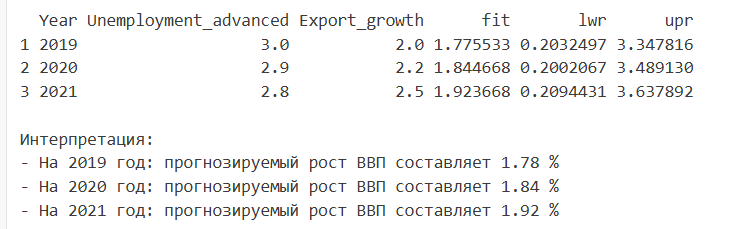 Year Unemployment_advanced Export_growth fit lwr upr
1 2019 3.0 2.0 1.775533 0.2032497 3.347816
2 2020 2.9 2.2 1.844668 0.2002067 3.489130
3 2021 2.8 2.5 1.923668 0.2094431 3.637892
Интерпретация:
- На 2019 год: прогнозируемый рост ВВП составляет 1.78 %
- На 2020 год: прогнозируемый рост ВВП составляет 1.84 %
- На 2021 год: прогнозируемый рост ВВП составляет 1.92 %